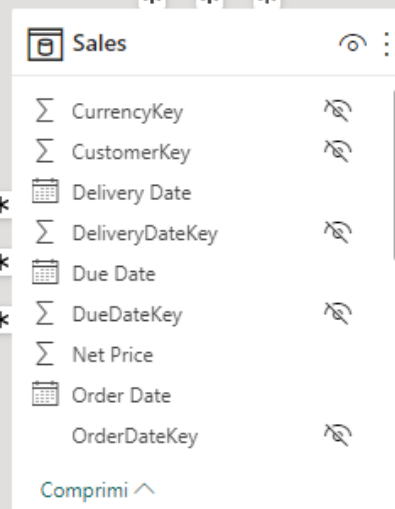 Sales
CurrencyKey
CustomerKey
Delivery Date
DeliveryDateKey
Due Date
DueDateKey
Net Price
Order Date
OrderDateKey
Comprimi